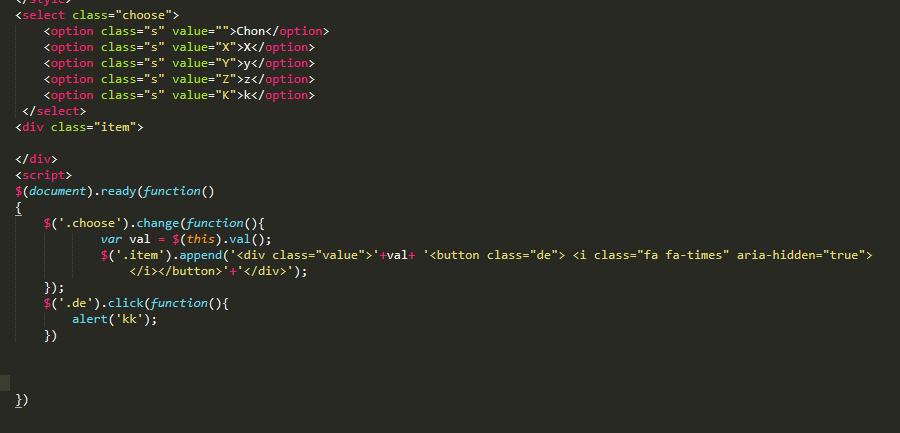 </style>
<select class="choose">
<option class="s" value="">Chon</option>
<option class="s" value="X">X</option>
<option class="s" value="Y">y</option>
<option class="s" value="Z">z</option>
<option class="s" value="K">k</option>
</select>
<div class="item">
</div>
<script>
$(document).ready(function()
{
$('.choose').change(function(){
var val = $(this).val();
$('.item').append('<div class="value">'+val+ '<button class="de"> <i class="fa fa-times" aria-hidden="true">
</i></button>'+'</div>');
});
$('.de').click(function(){
alert('kk');
})
})